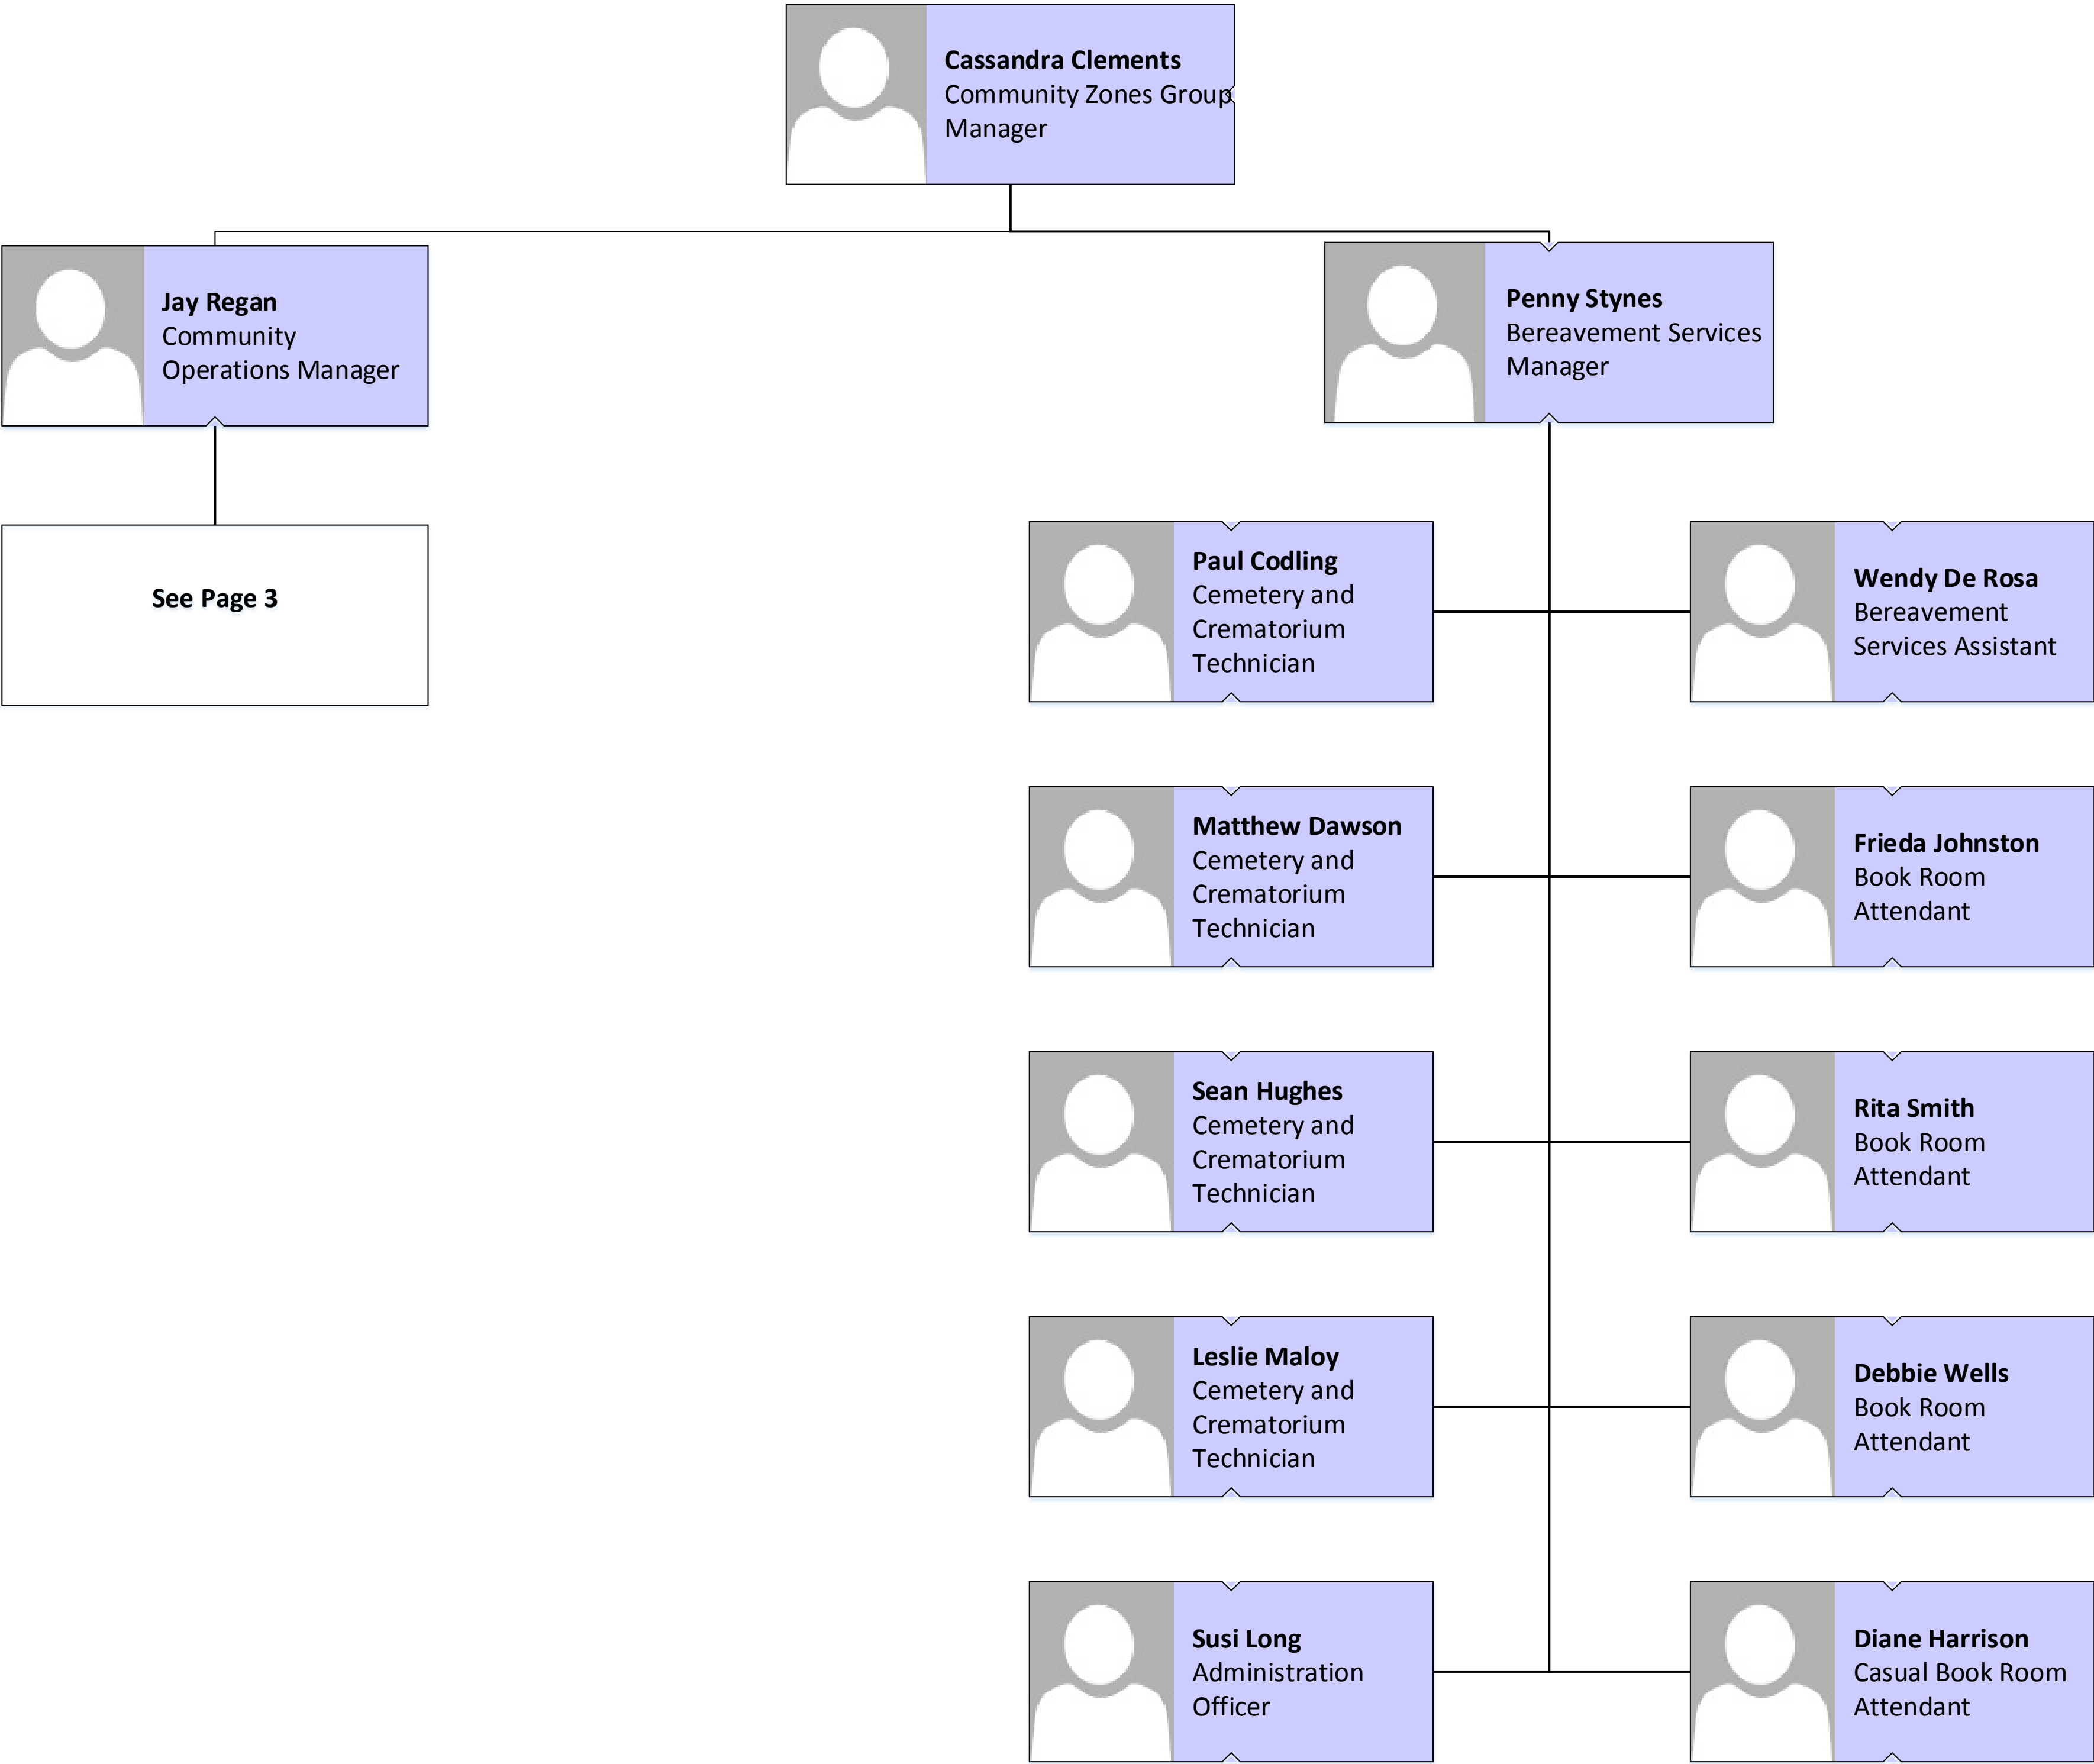 Cassandra Clements
Community Zones Group
Manager
Jay Regan
Community
Operations Manager
Penny Stynes
Bereavement Services
Manager
See Page 3
Paul Codling
Cemetery and
Crematorium
Technician
Wendy De Rosa
Bereavement
Services Assistant
Matthew Dawson
Cemetery and
Crematorium
Technician
Frieda Johnston
Book Room
Attendant
Sean Hughes
Cemetery and
Crematorium
Technician
Rita Smith
Book Room
Attendant
Leslie Maloy
Cemetery and
Crematorium
Technician
Debbie Wells
Book Room
Attendant
Susi Long
Administration
Officer
Diane Harrison
Casual Book Room
Attendant